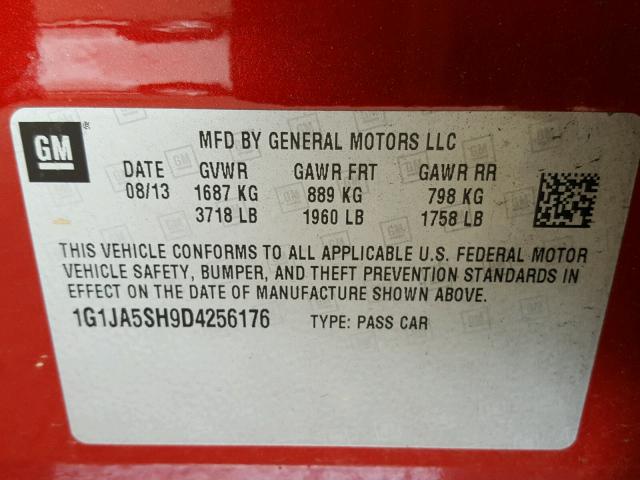 GM ®
MFD BY GENERAL MOTORS LLC
DATE GVWR GAWR FRT GAWR RR
08/13 1687 KG 889 KG 798 KG
3718 LB 1960 LB 1758 LB
THIS VEHICLE CONFORMS TO ALL APPLICABLE U.S. FEDERAL MOTOR
VEHICLE SAFETY, BUMPER, AND THEFT PREVENTION STANDARDS IN
EFFECT ON THE DATE OF MANUFACTURE SHOWN ABOVE.
1G1JA5SH9D4256176 TYPE: PASS CAR